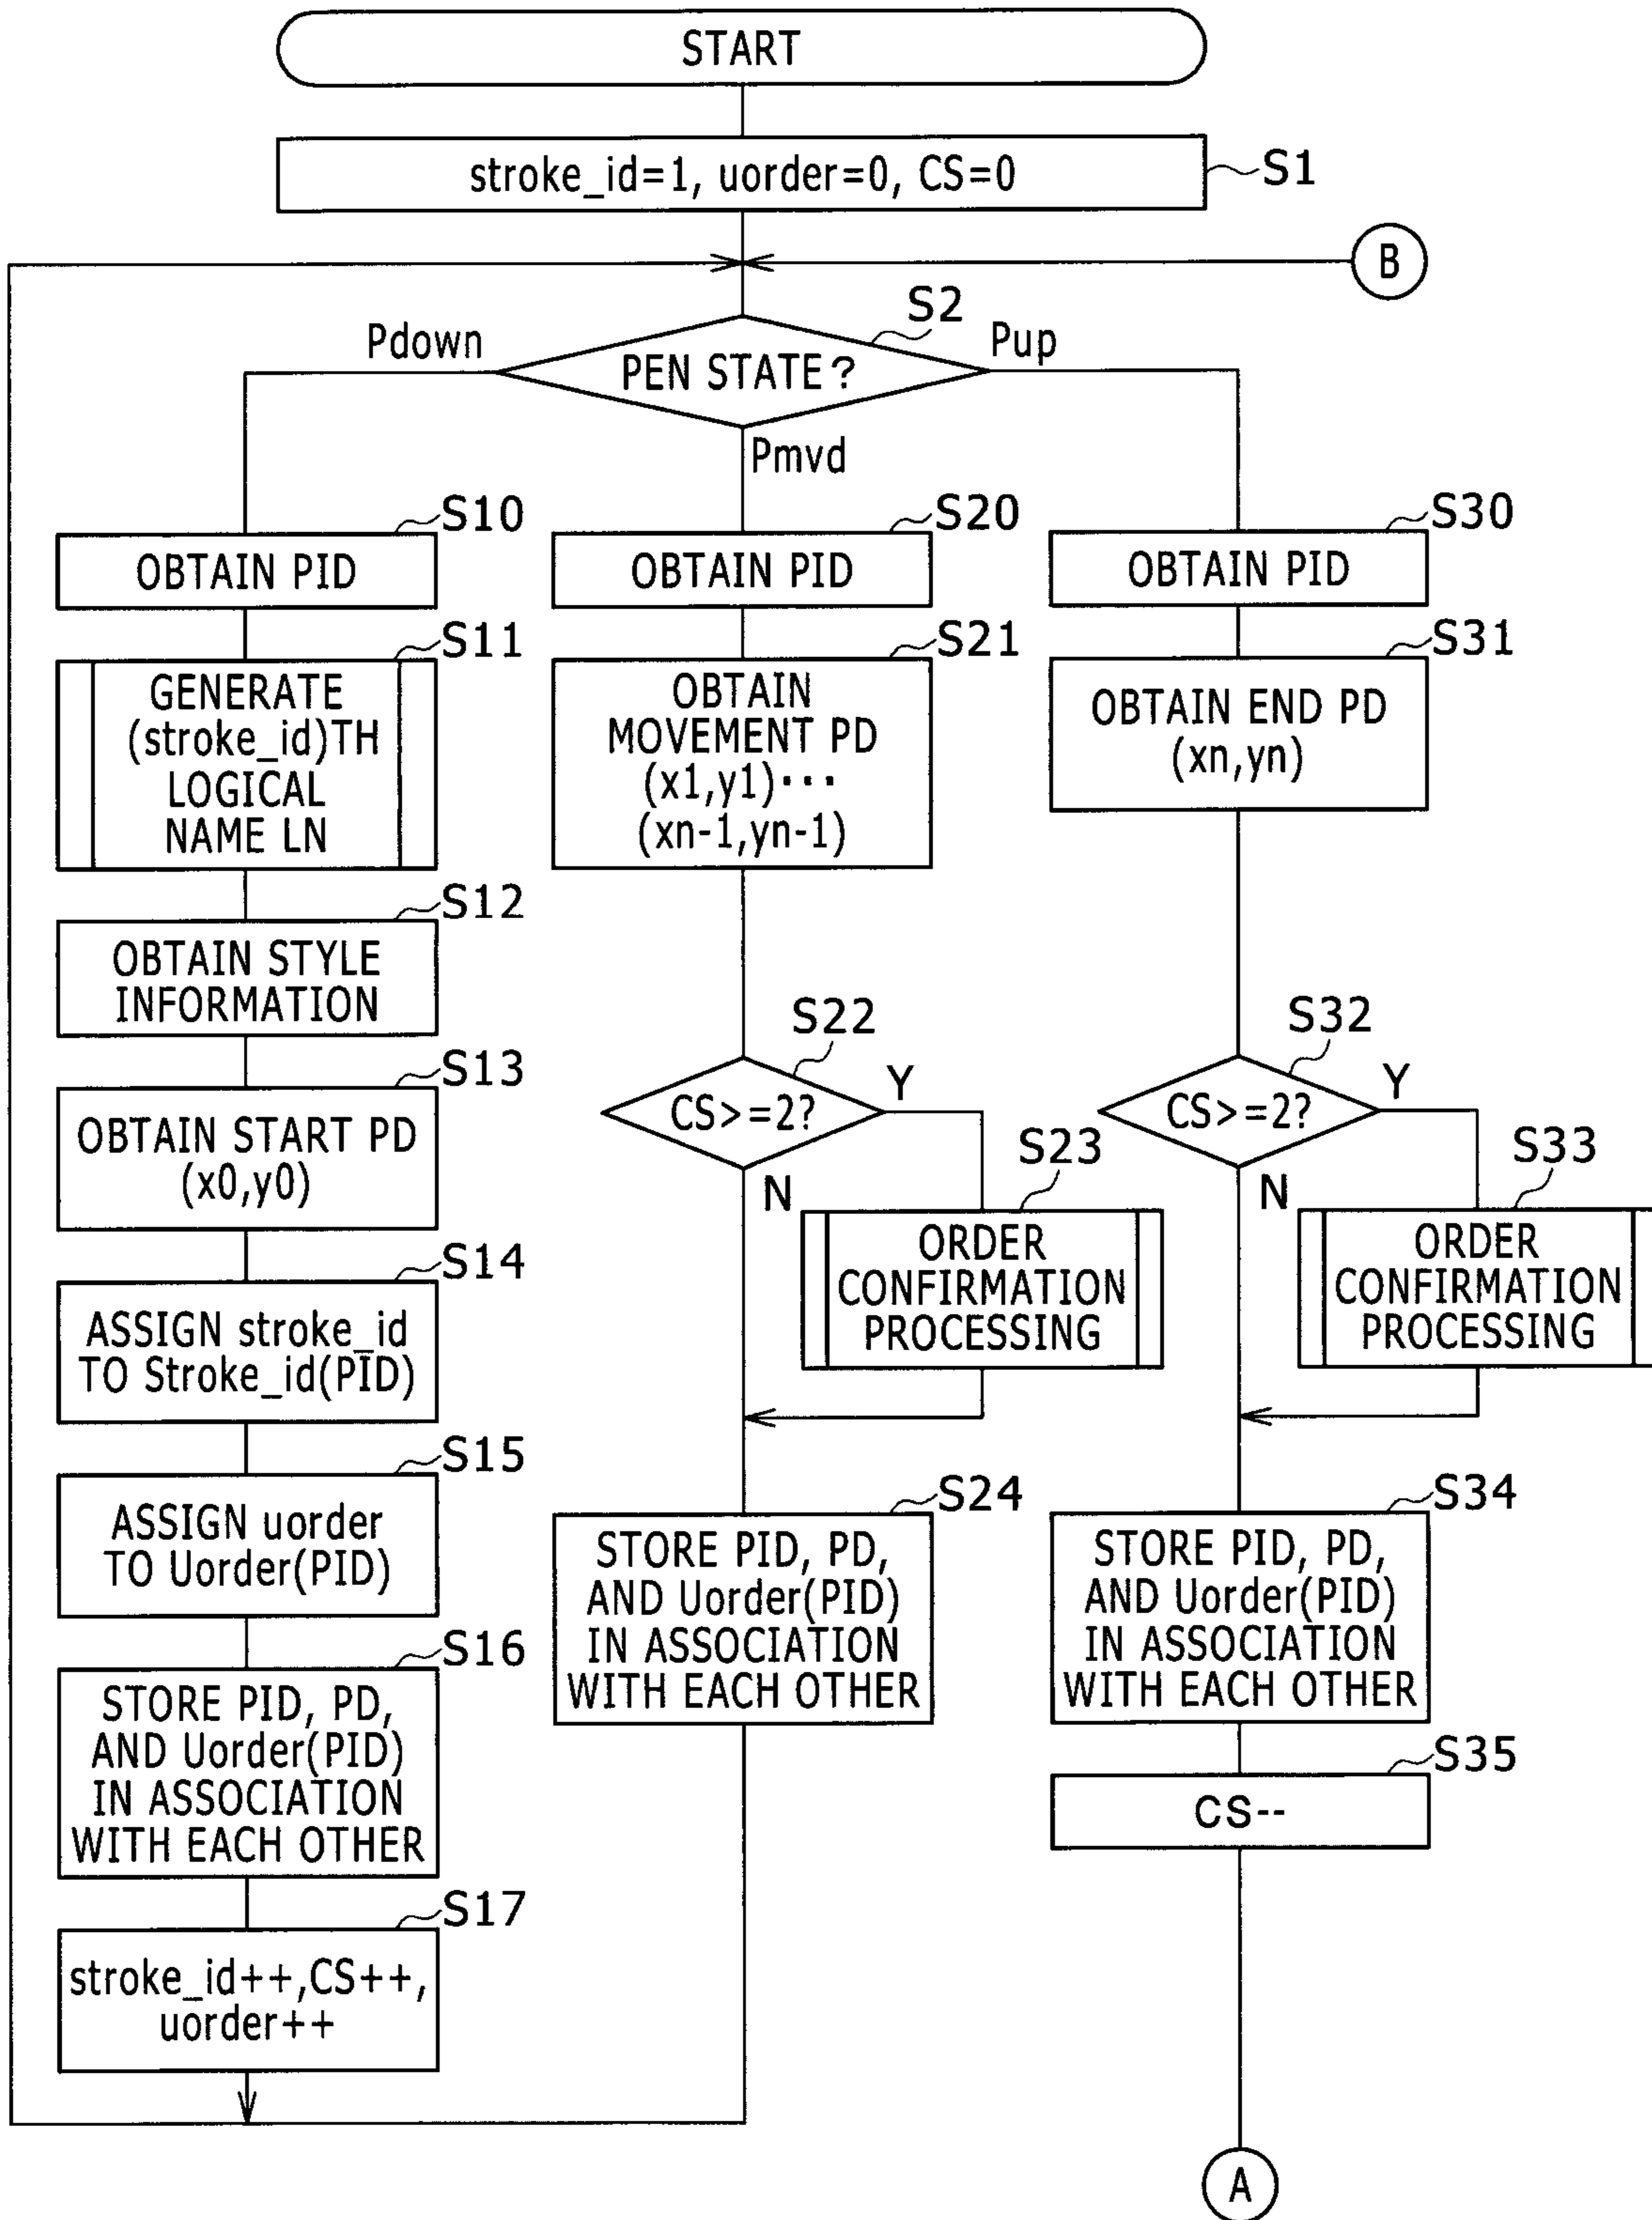 START
stroke_id=1, uorder=0, CS=0
S1
B
S2
Pdown
PEN STATE?
Pup
Pmvd
S10
OBTAIN PID
S11
GENERATE
(stroke_id)TH
LOGICAL
NAME LN
S12
OBTAIN STYLE
INFORMATION
S13
OBTAIN START PD
(x0,y0)
S14
ASSIGN stroke_id
TO Stroke_id(PID)
S15
ASSIGN uorder
TO Uorder(PID)
S16
STORE PID, PD,
AND Uorder(PID)
IN ASSOCIATION
WITH EACH OTHER
S17
stroke_id++,CS++,
uorder++
S20
OBTAIN PID
S21
OBTAIN
MOVEMENT PD
(x1,y1)···
(xn-1,yn-1)
S22
CS>=2?
Y
N
S23
ORDER
CONFIRMATION
PROCESSING
S24
STORE PID, PD,
AND Uorder(PID)
IN ASSOCIATION
WITH EACH OTHER
S30
OBTAIN PID
S31
OBTAIN END PD
(xn,yn)
S32
CS>=2?
Y
N
S33
ORDER
CONFIRMATION
PROCESSING
S34
STORE PID, PD,
AND Uorder(PID)
IN ASSOCIATION
WITH EACH OTHER
S35
CS--
A